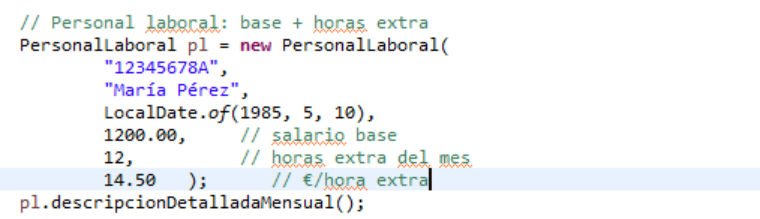 // Personal laboral: base + horas extra
PersonalLaboral pl = new PersonalLaboral(
"12345678A",
"María Pérez",
LocalDate.of(1985, 5, 10),
1200.00,     // salario base
12,          // horas extra del mes
14.50   );      // €/hora extra
pl.descripcionDetalladaMensual();